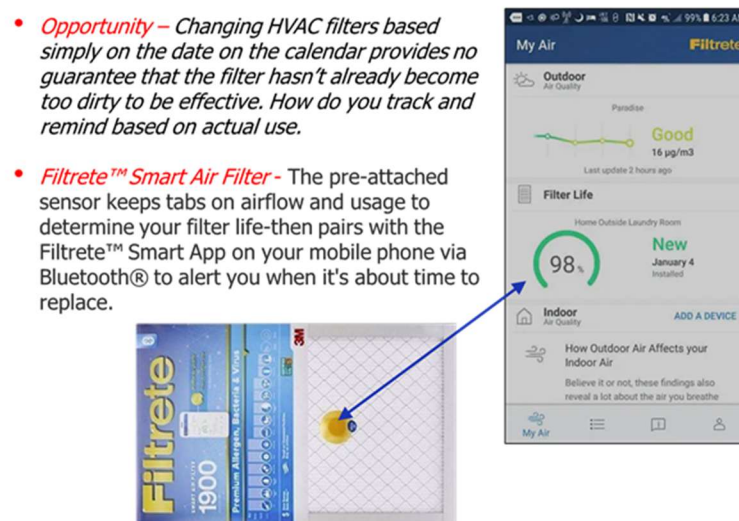 • Opportunity – Changing HVAC filters based
simply on the date on the calendar provides no
guarantee that the filter hasn't already become
too dirty to be effective. How do you track and
remind based on actual use.
• Filtrete™ Smart Air Filter - The pre-attached
sensor keeps tabs on airflow and usage to
determine your filter life-then pairs with the
Filtrete™ Smart App on your mobile phone via
Bluetooth® to alert you when it's about time to
replace.
99% 6:23 AM
My Air Filtrete
Outdoor
Air Quality
Paradise
Good
16 µg/m3
Last update 2 hours ago
Filter Life
Home Outside Laundry Room
98%
New
January 4
Installed
Indoor
Air Quality
ADD A DEVICE
How Outdoor Air Affects your
Indoor Air
Believe it or not, these findings also
reveal a lot about the air you breathe
My Air
Filtrete
SMART AIR FILTER
1900
Premium Allergen, Bacteria & Virus
3M